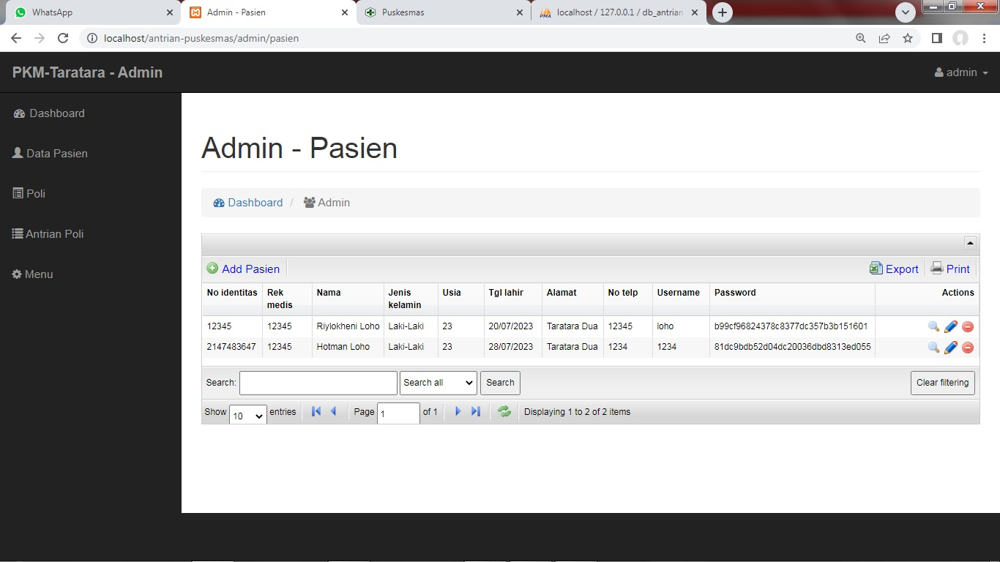 WhatsApp
Admin - Pasien
Puskesmas
PMA localhost / 127.0.0.1 / db_antrian
localhost/antrian-puskesmas/admin/pasien
PKM-Taratara - Admin
admin
Dashboard
Data Pasien
Poli
Antrian Poli
Menu
Admin - Pasien
Dashboard / Admin
Add Pasien Export Print
No identitas Rek medis Nama Jenis kelamin Usia Tgl lahir Alamat No telp Username Password Actions
12345 12345 Riylokheni Loho Laki-Laki 23 20/07/2023 Taratara Dua 12345 loho b99cf96824378c8377dc357b3b151601
2147483647 12345 Hotman Loho Laki-Laki 23 28/07/2023 Taratara Dua 1234 1234 81dc9bdb52d04dc20036dbd8313ed055
Search: Search all Search Clear filtering
Show 10 entries Page 1 of 1 Displaying 1 to 2 of 2 items